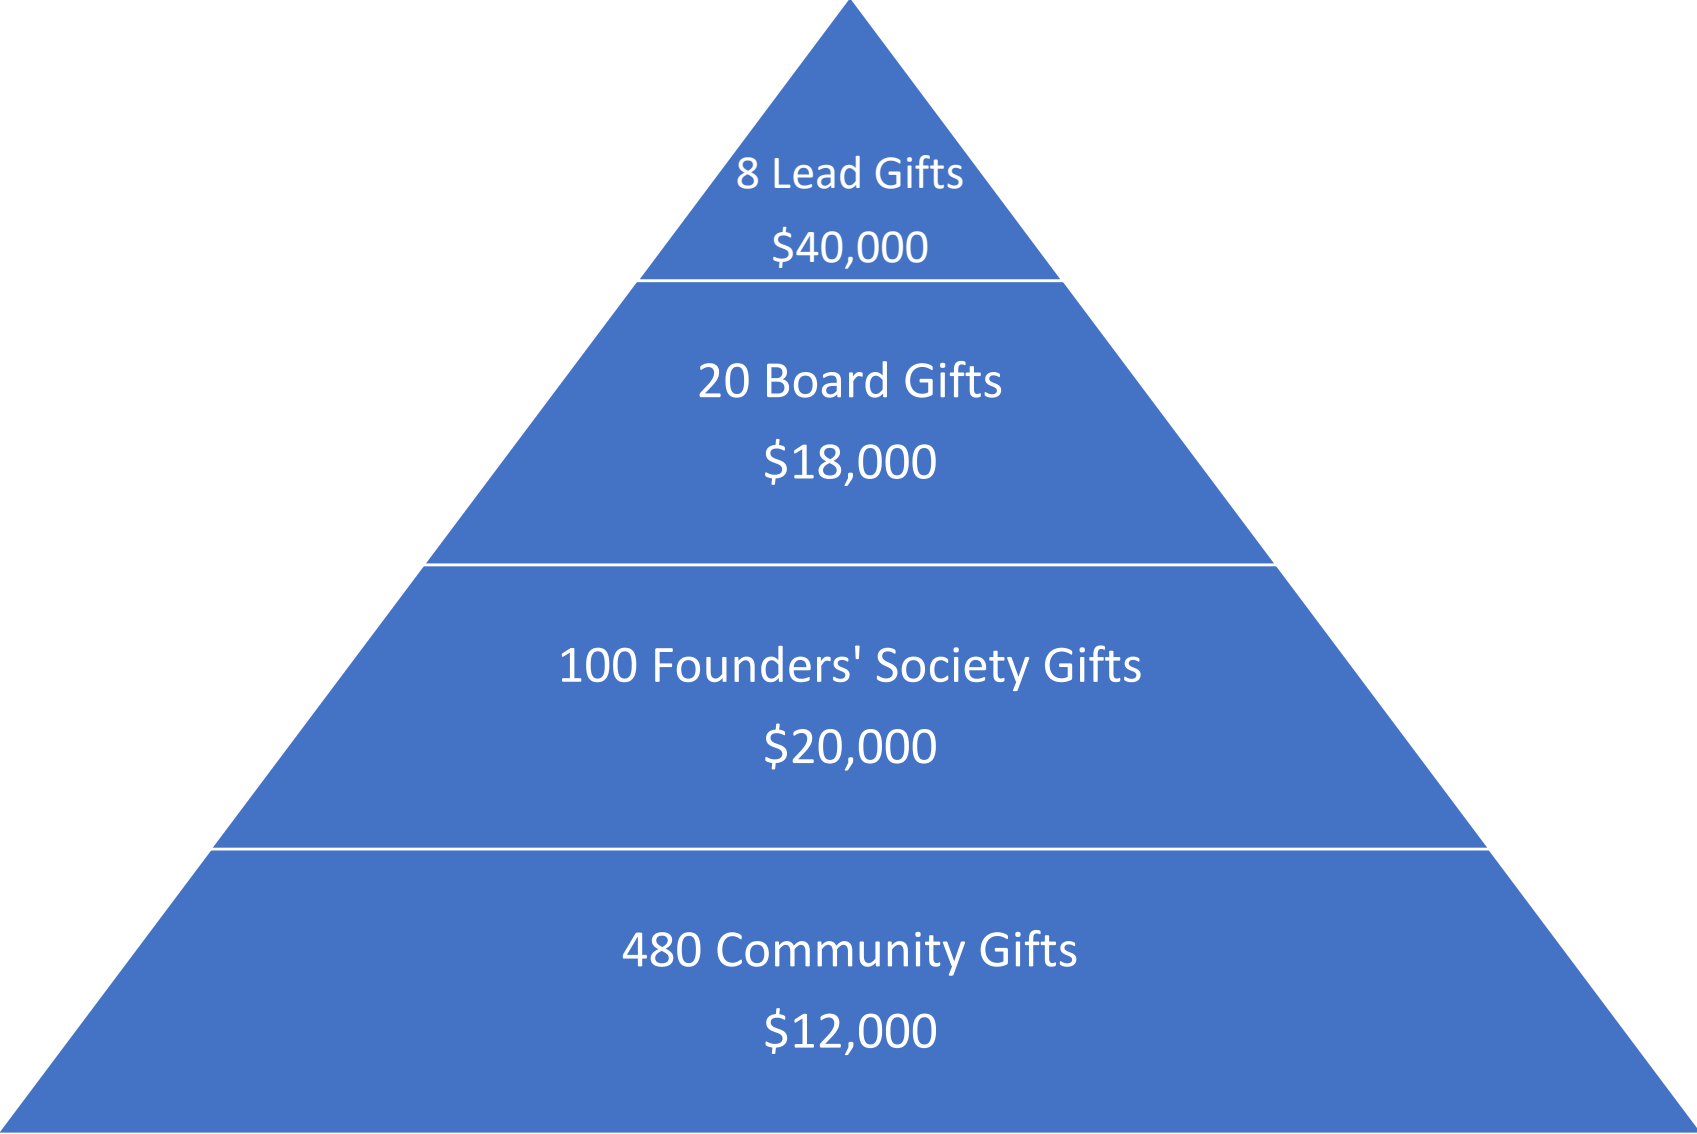 8 Lead Gifts
$40,000
20 Board Gifts
$18,000
100 Founders' Society Gifts
$20,000
480 Community Gifts
$12,000